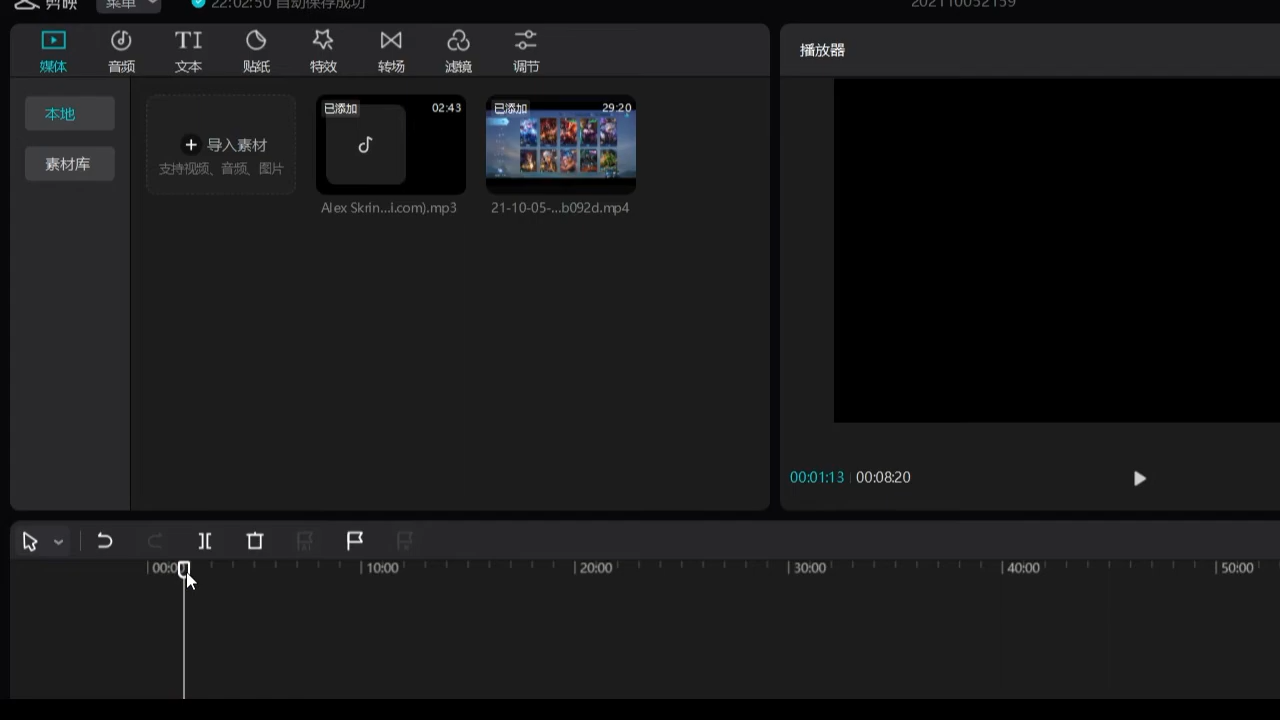 剪映 菜单 22:02:50 自动保存成功 202110052159
媒体 音频 TI 文本 贴纸 特效 转场 滤镜 调节
播放器
本地
素材库
导入素材
支持视频、音频、图片
已添加 02:43
Alex Skrin...i.com).mp3
已添加 29:20
21-10-05-...b092d.mp4
00:01:13 00:08:20
00:00 10:00 20:00 30:00 40:00 50:00